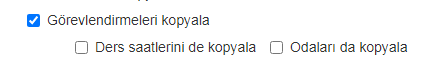 Görevlendirmeleri kopyala
Ders saatlerini de kopyala Odaları da kopyala